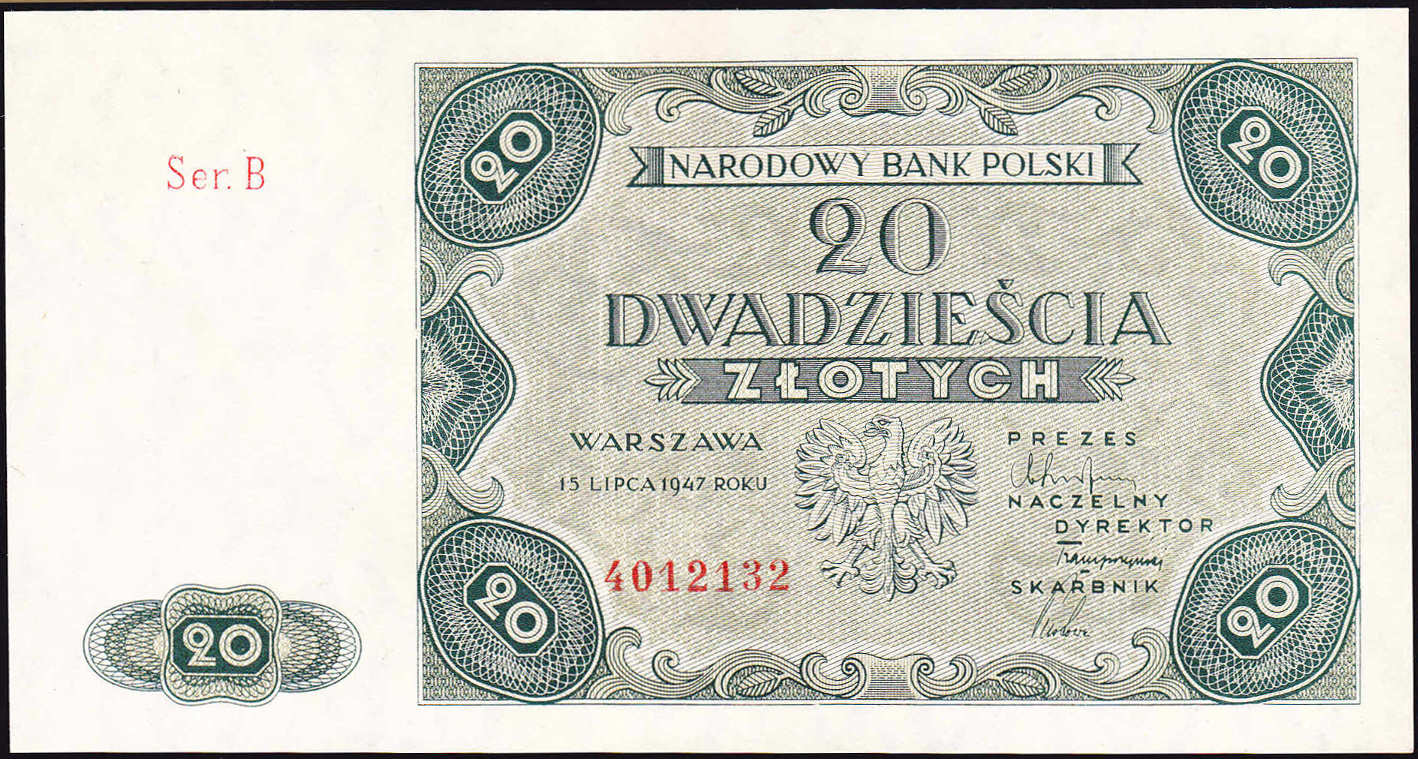 20
20
Ser. B
NARODOWY BANK POLSKI
20
DWADZIEŚCIA
ZŁOTYCH
WARSZAWA
15 LIPCA 1947 ROKU
PREZES
NACZELNY
DYREKTOR
SKARBNIK
4012132
20
20
20